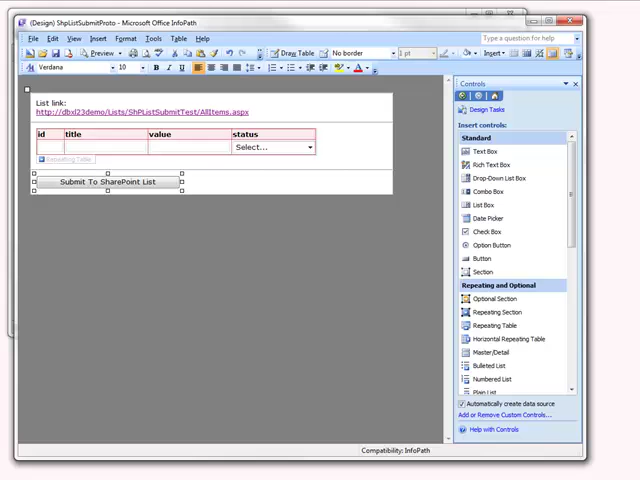 (Design) ShpListSubmitProto - Microsoft Office InfoPath
File Edit View Insert Format Tools Table Help
Type a question for help
Preview Draw Table No border 1 pt Insert
Verdana 10 B I U A
Controls
List link:
http://dbxl23demo/Lists/ShPListSubmitTest/AllItems.aspx
id title value status
Select...
Repeating Table
Submit To SharePoint List
Design Tasks
Insert controls:
Standard
Text Box
Rich Text Box
Drop-Down List Box
Combo Box
List Box
Date Picker
Check Box
Option Button
Button
Section
Repeating and Optional
Optional Section
Repeating Section
Repeating Table
Horizontal Repeating Table
Master/Detail
Bulleted List
Numbered List
Plain List
Automatically create data source
Add or Remove Custom Controls...
Help with Controls
Compatibility: InfoPath